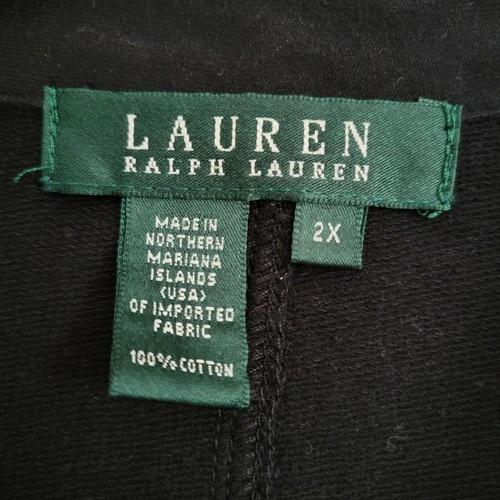 LAUREN
RALPH LAUREN
MADE IN
NORTHERN
MARIANA
ISLANDS
(USA)
OF IMPORTED
FABRIC
100% COTTON
2X